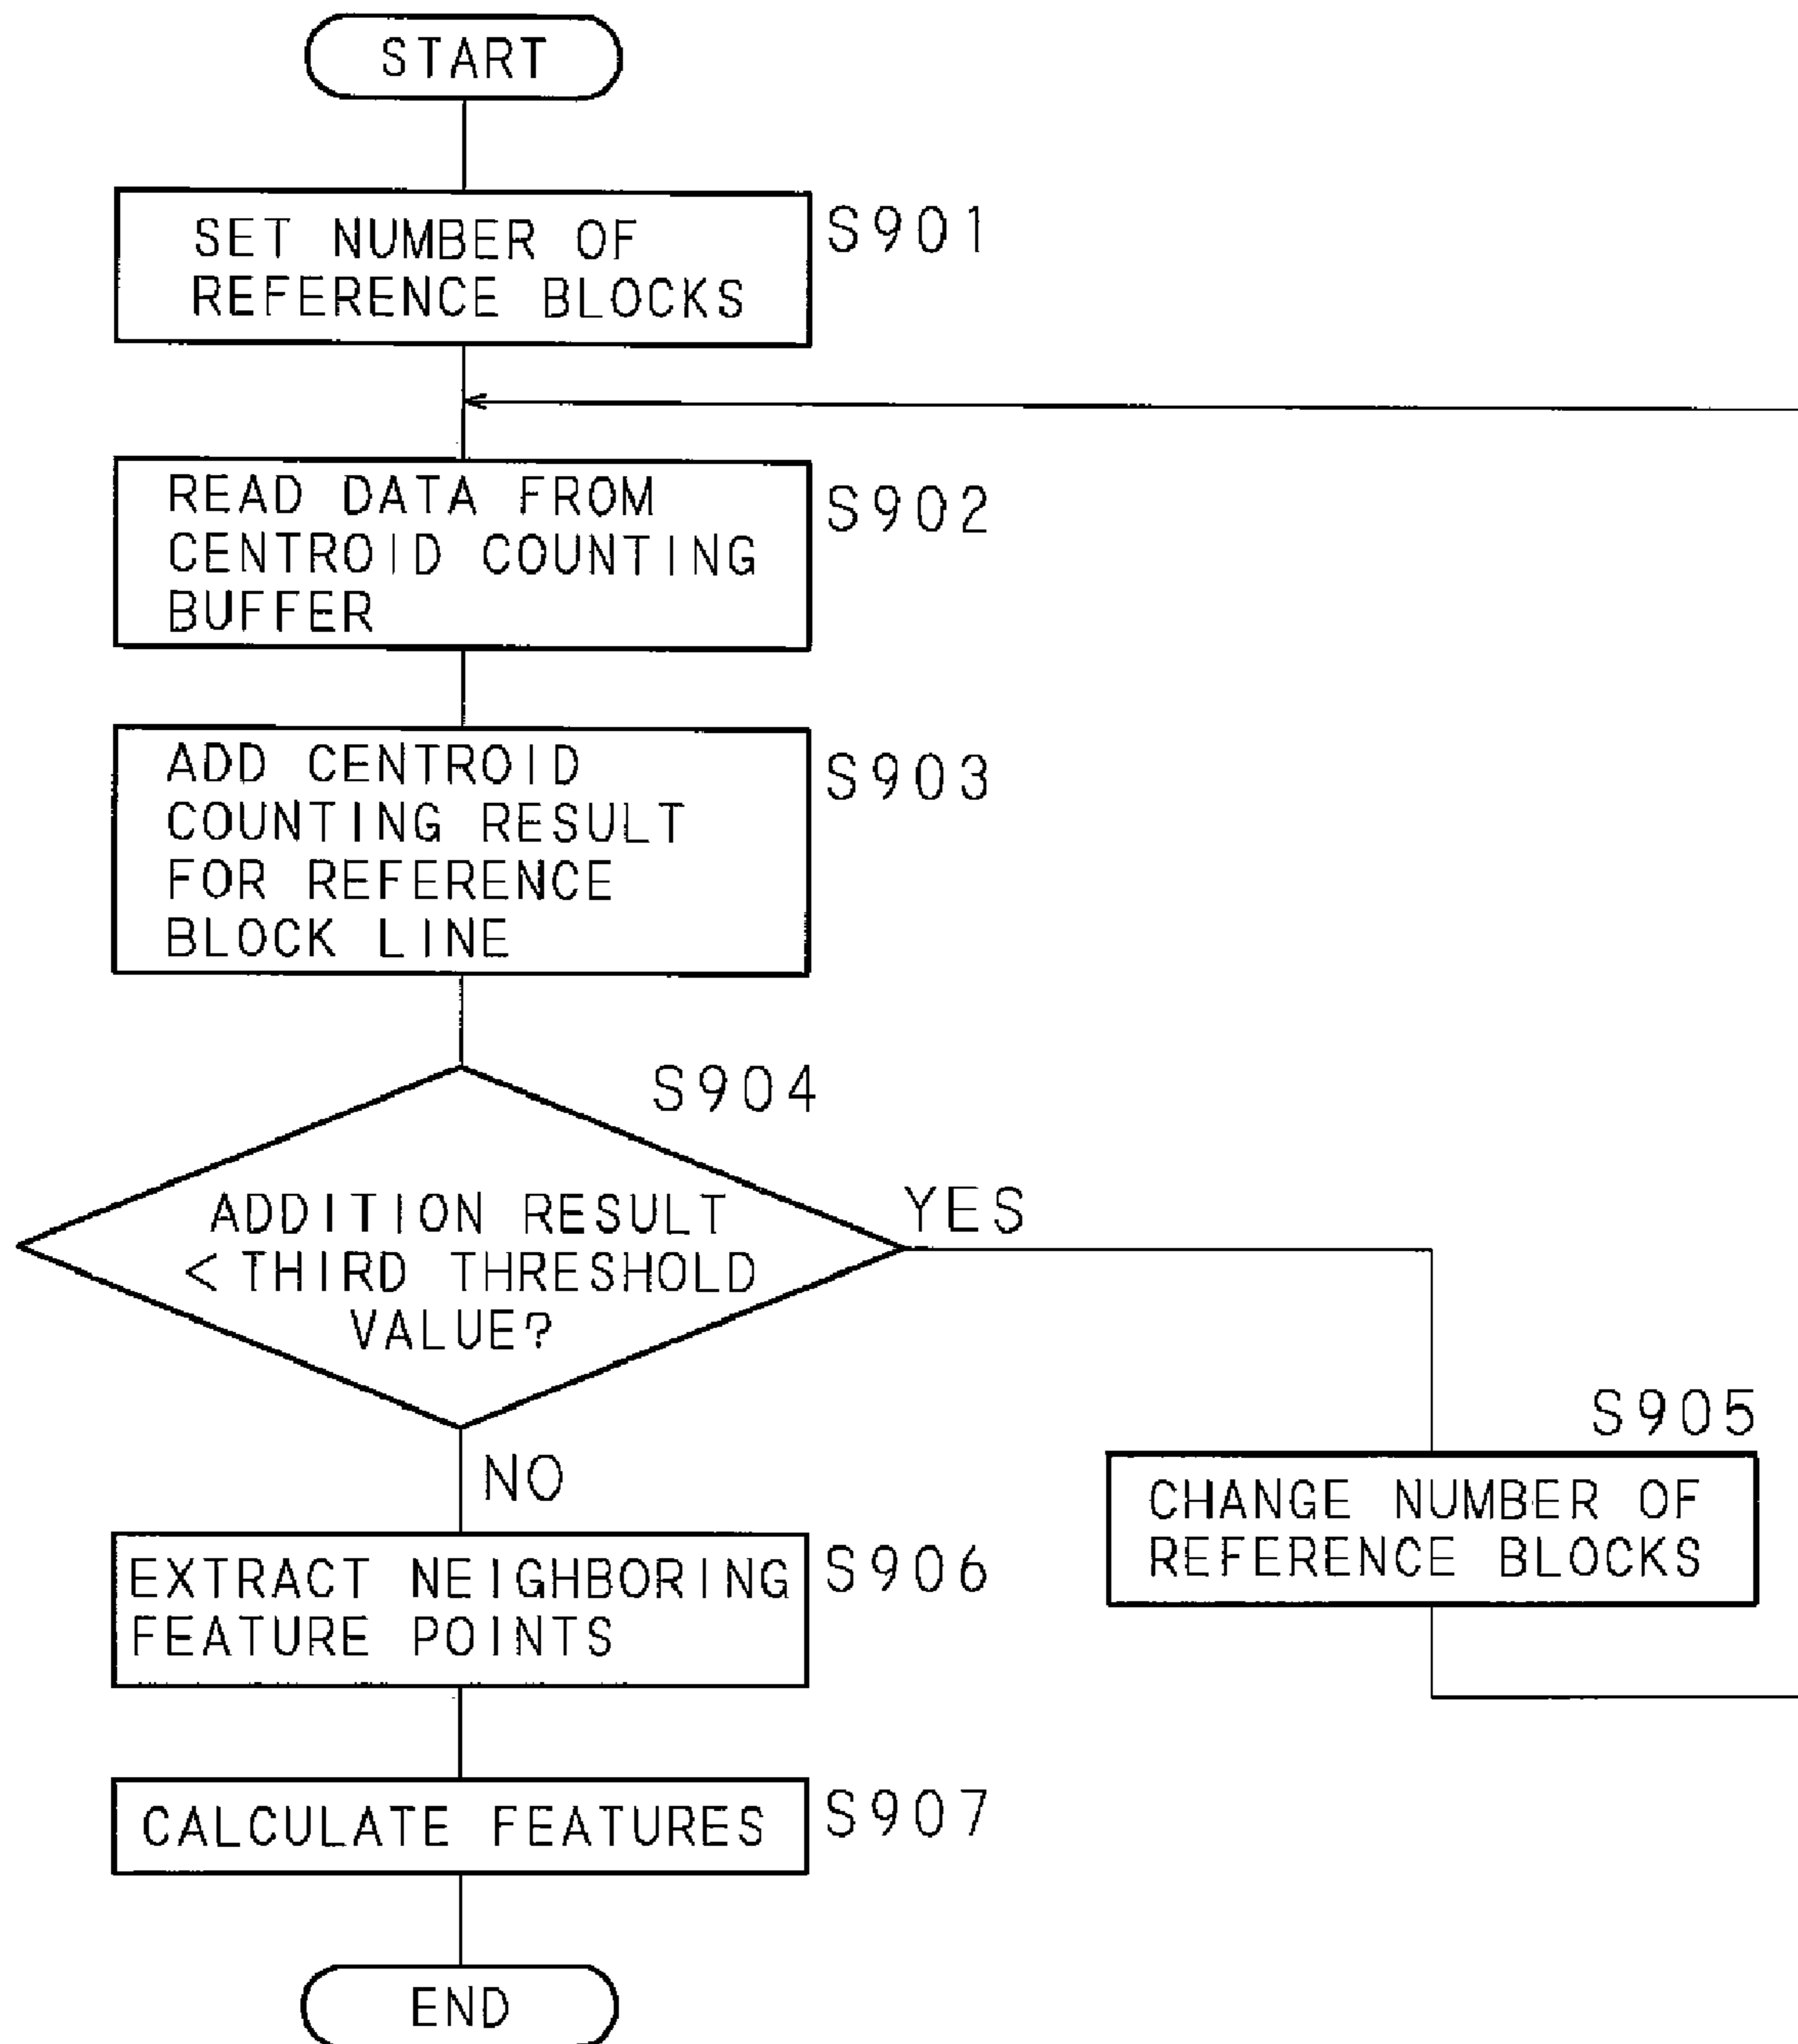 START
SET NUMBER OF
REFERENCE BLOCKS
S901
READ DATA FROM
CENTROID COUNTING
BUFFER
S902
ADD CENTROID
COUNTING RESULT
FOR REFERENCE
BLOCK LINE
S903
S904
ADDITION RESULT
< THIRD THRESHOLD
VALUE?
YES
NO
S905
CHANGE NUMBER OF
REFERENCE BLOCKS
EXTRACT NEIGHBORING
FEATURE POINTS
S906
CALCULATE FEATURES
S907
END